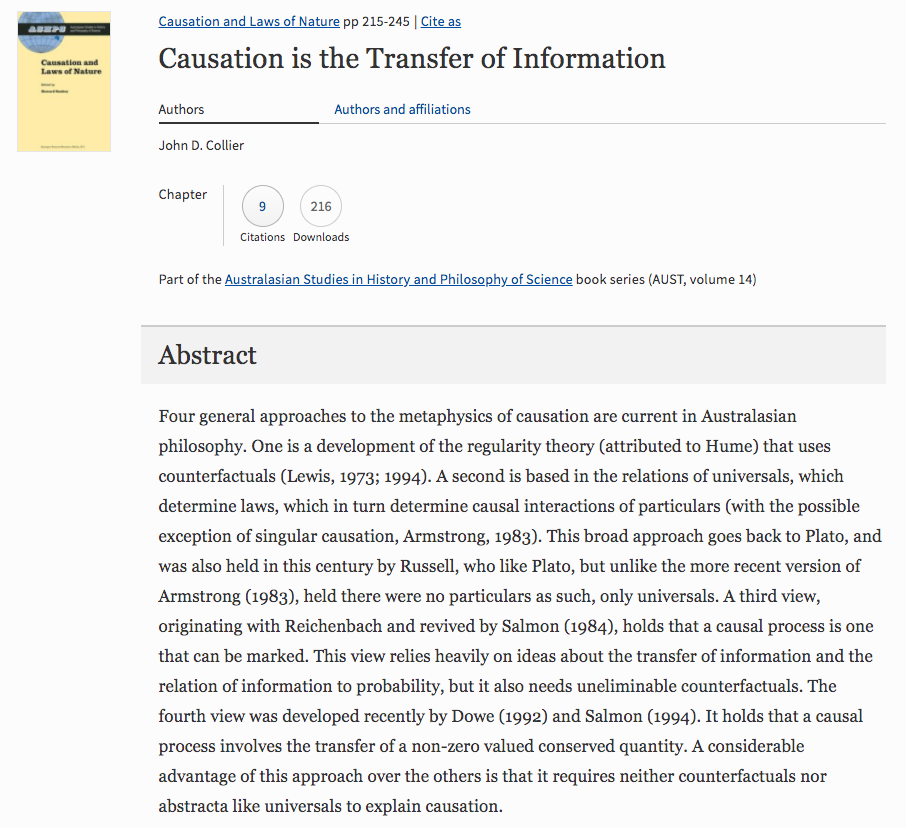 Causation and Laws of Nature pp 215-245 | Cite as
Causation is the Transfer of Information
Authors
Authors and affiliations
John D. Collier
Chapter
9
216
Citations
Downloads
Part of the Australasian Studies in History and Philosophy of Science book series (AUST, volume 14)
Abstract
Four general approaches to the metaphysics of causation are current in Australasian
philosophy. One is a development of the regularity theory (attributed to Hume) that uses
counterfactuals (Lewis, 1973; 1994). A second is based in the relations of universals, which
determine laws, which in turn determine causal interactions of particulars (with the possible
exception of singular causation, Armstrong, 1983). This broad approach goes back to Plato, and
was also held in this century by Russell, who like Plato, but unlike the more recent version of
Armstrong (1983), held there were no particulars as such, only universals. A third view,
originating with Reichenbach and revived by Salmon (1984), holds that a causal process is one
that can be marked. This view relies heavily on ideas about the transfer of information and the
relation of information to probability, but it also needs uneliminable counterfactuals. The
fourth view was developed recently by Dowe (1992) and Salmon (1994). It holds that a causal
process involves the transfer of a non-zero valued conserved quantity. A considerable
advantage of this approach over the others is that it requires neither counterfactuals nor
abstracta like universals to explain causation.
Causation and
Laws of Nature